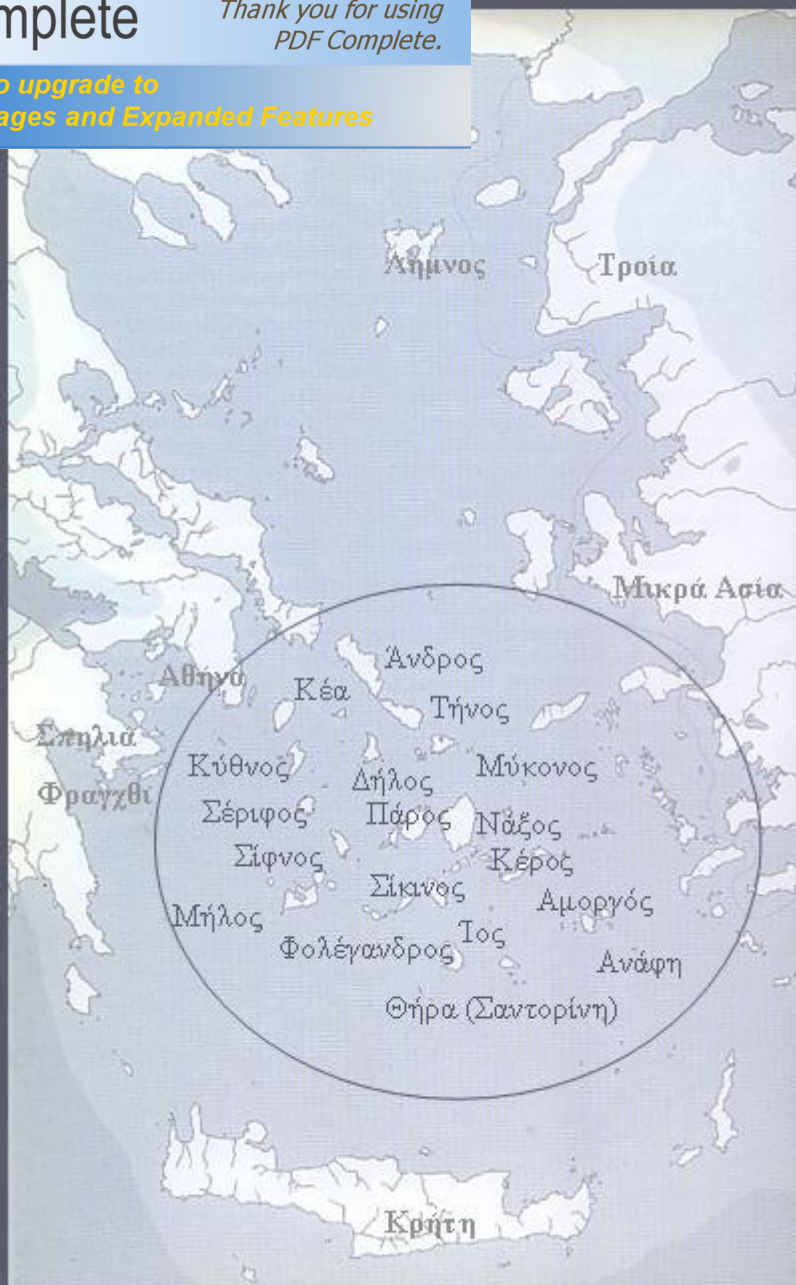 mplete
Thank you for using
PDF Complete.
o upgrade to
ages and Expanded Features
Λήμνος
Τροία
Μικρά Ασία
Άνδρος
Αθήνα
Κέα
Τήνος
Σπηλιά
Φραγχθι
Κύθνος
Δήλος
Μύκονος
Σέριφος
Πάρος
Νάξος
Σίφνος
Κέρος
Σίκινος
Αμοργός
Μήλος
Φολέγανδρος
Ίος
Ανάφη
Θήρα (Σαντορίνη)
Κρήτη